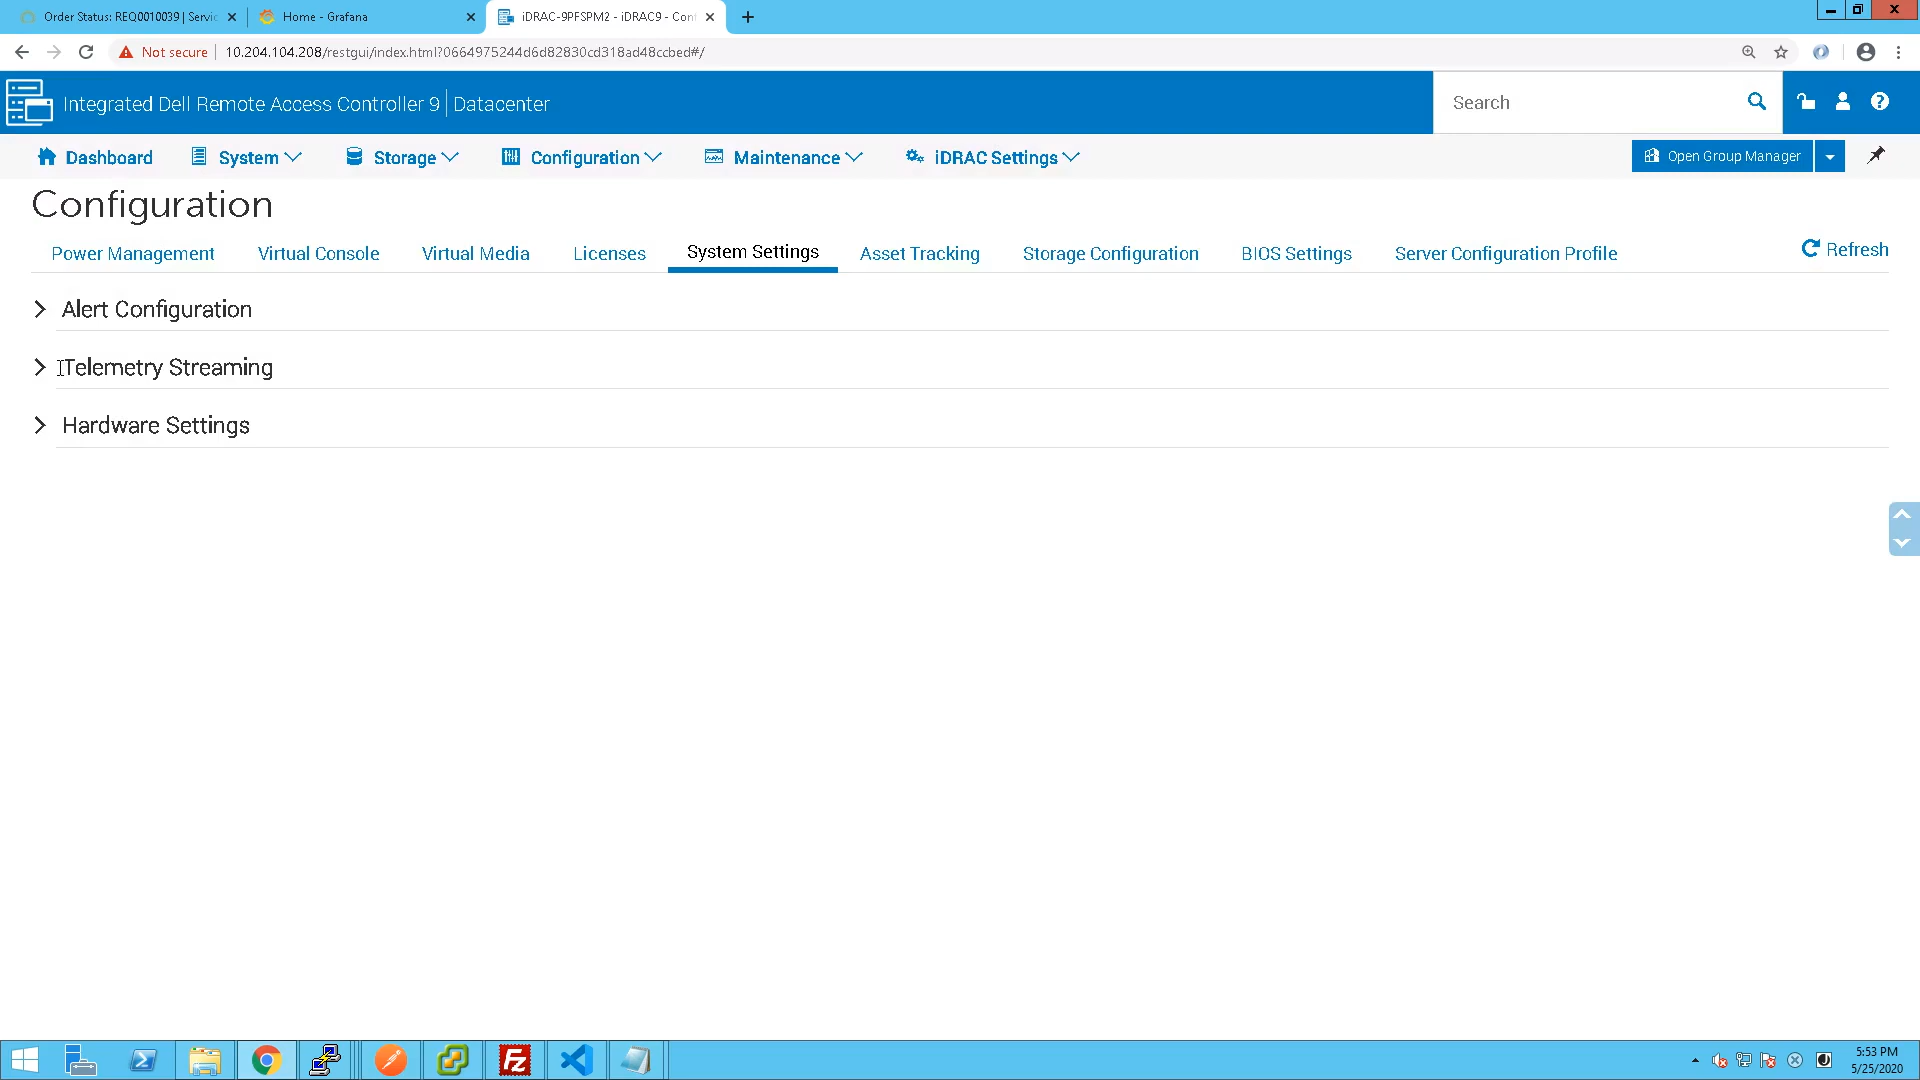 Order Status: REQ0010039 | Servic
Home - Grafana
iDRAC-9PFSPM2 - iDRAC9 - Con
Not secure
10.204.104.208/restgui/index.html?0664975244d6d82830cd318ad48ccbed#/
Integrated Dell Remote Access Controller 9 | Datacenter
Search
Dashboard
System
Storage
Configuration
Maintenance
iDRAC Settings
Open Group Manager
Configuration
Power Management
Virtual Console
Virtual Media
Licenses
System Settings
Asset Tracking
Storage Configuration
BIOS Settings
Server Configuration Profile
Refresh
Alert Configuration
Telemetry Streaming
Hardware Settings
Fz
5:53 PM
5/25/2020